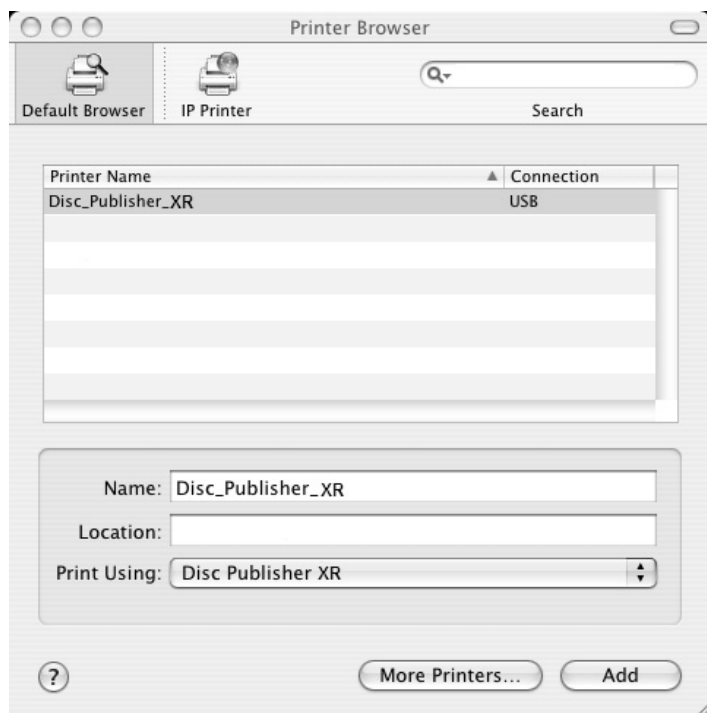 Printer Browser
Default Browser
IP Printer
Search
Printer Name Connection
Disc_Publisher_XR USB
Name: Disc_Publisher_XR
Location:
Print Using: Disc Publisher XR
? More Printers... Add